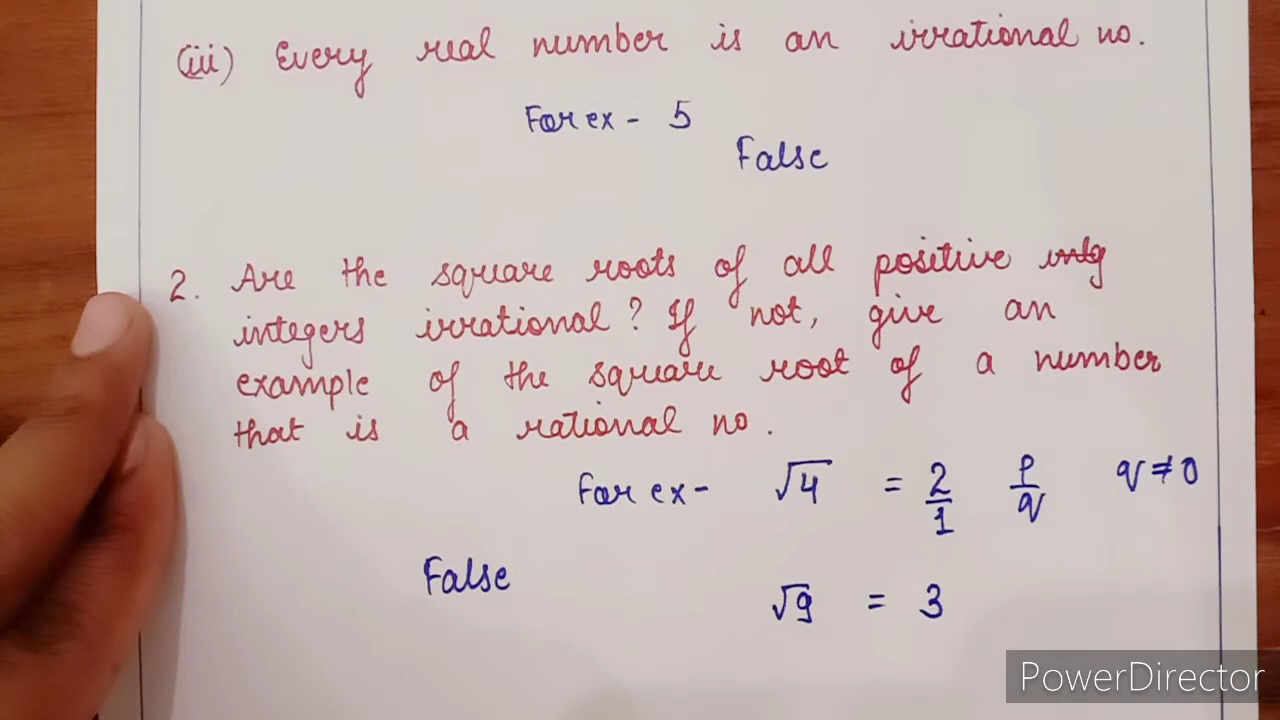 (iii) Every real number is an irrational no.
For ex - 5
False
2. Are the square roots of all positive intg
integers irrational? If not, give an
example of the square root of a number
that is a rational no.
For ex - √4 = 2/1 p/q q≠0
False
√9 = 3
PowerDirector